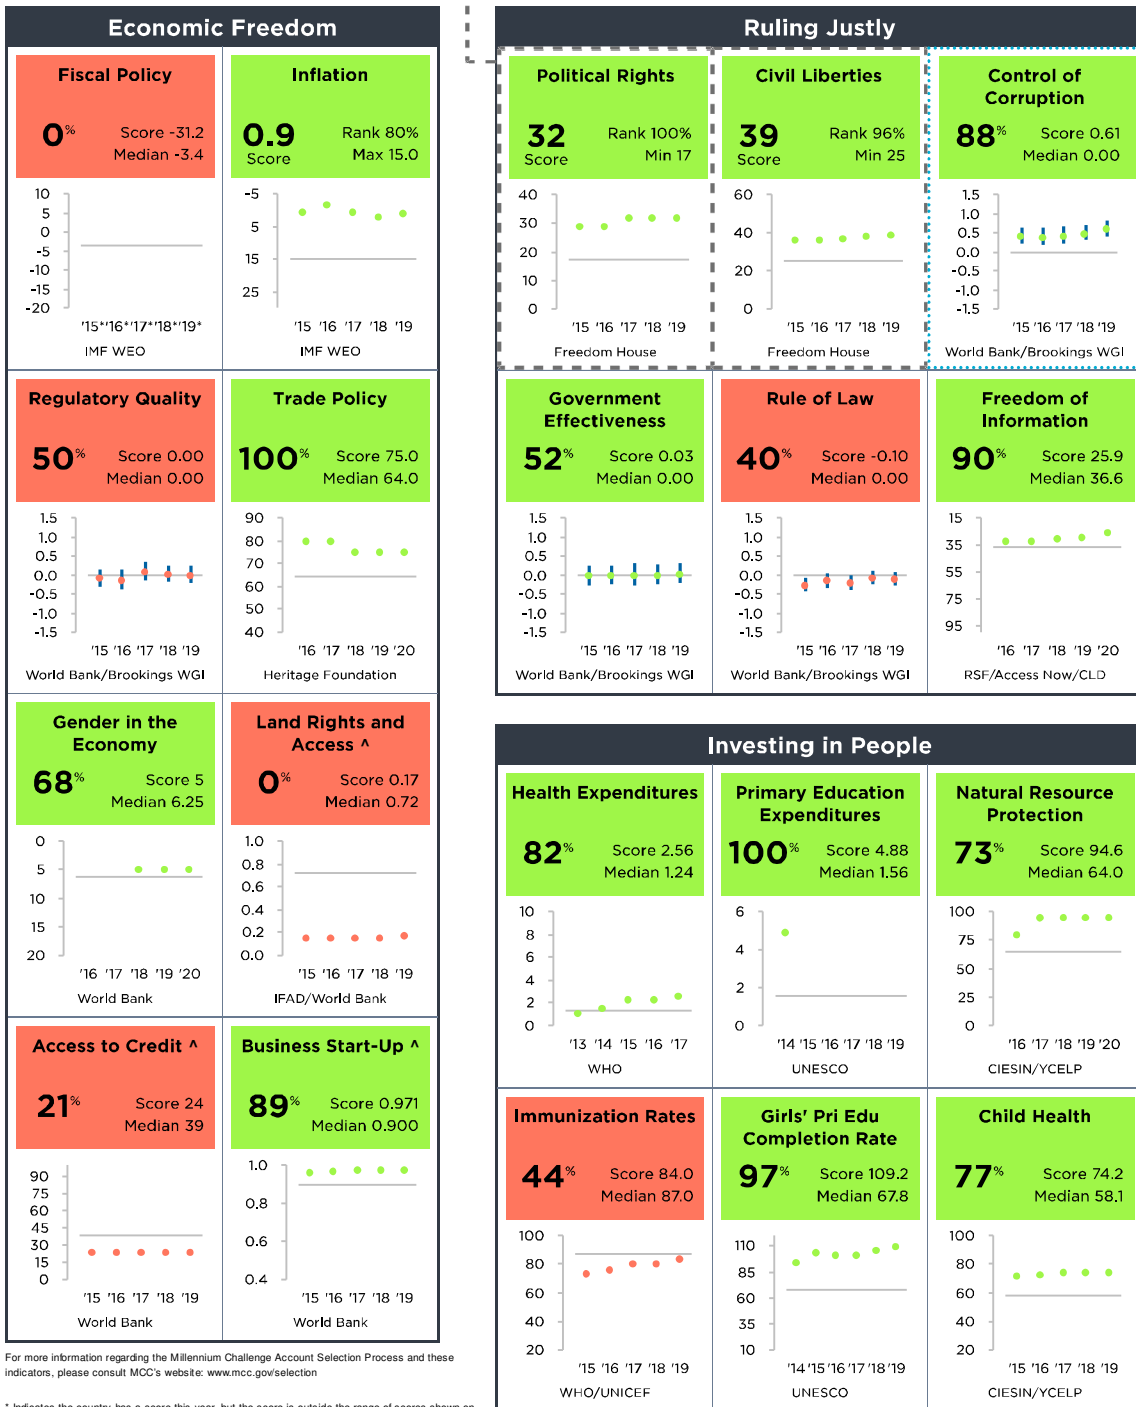 Economic Freedom
Fiscal Policy
0%
Score -31.2
Median -3.4
10
5
0
-5
-10
-15
-20
'15*'16*'17*'18*'19*
IMF WEO
Inflation
0.9
Score
Rank 80%
Max 15.0
-5
5
15
25
'15 '16 '17 '18 '19
IMF WEO
Regulatory Quality
50%
Score 0.00
Median 0.00
1.5
1.0
0.5
0.0
-0.5
-1.0
-1.5
'15 '16 '17 '18 '19
World Bank/Brookings WGI
Trade Policy
100%
Score 75.0
Median 64.0
90
80
70
60
50
40
'16 '17 '18 '19 '20
Heritage Foundation
Gender in the
Economy
68%
Score 5
Median 6.25
0
5
10
15
20
'16 '17 '18 '19 '20
World Bank
Land Rights and
Access ^
0%
Score 0.17
Median 0.72
1.0
0.8
0.6
0.4
0.2
0.0
'15 '16 '17 '18 '19
IFAD/World Bank
Access to Credit ^
21%
Score 24
Median 39
90
75
60
45
30
15
0
'15 '16 '17 '18 '19
World Bank
Business Start-Up ^
89%
Score 0.971
Median 0.900
1.0
0.8
0.6
0.4
'15 '16 '17 '18 '19
World Bank
For more information regarding the Millennium Challenge Account Selection Process and these
indicators, please consult MCC's website: www.mcc.gov/selection
* Indicates the country has a score this year, but the score is outside the range of scores shown on
Ruling Justly
Political Rights
32
Score
Rank 100%
Min 17
40
30
20
10
0
'15 '16 '17 '18 '19
Freedom House
Civil Liberties
39
Score
Rank 96%
Min 25
60
40
20
0
'15 '16 '17 '18 '19
Freedom House
Control of
Corruption
88%
Score 0.61
Median 0.00
1.5
1.0
0.5
0.0
-0.5
-1.0
-1.5
'15 '16 '17 '18 '19
World Bank/Brookings WGI
Government
Effectiveness
52%
Score 0.03
Median 0.00
1.5
1.0
0.5
0.0
-0.5
-1.0
-1.5
'15 '16 '17 '18 '19
World Bank/Brookings WGI
Rule of Law
40%
Score -0.10
Median 0.00
1.5
1.0
0.5
0.0
-0.5
-1.0
-1.5
'15 '16 '17 '18 '19
World Bank/Brookings WGI
Freedom of
Information
90%
Score 25.9
Median 36.6
15
35
55
75
95
'16 '17 '18 '19 '20
RSF/Access Now/CLD
Investing in People
Health Expenditures
82%
Score 2.56
Median 1.24
10
8
6
4
2
0
'13 '14 '15 '16 '17
WHO
Primary Education
Expenditures
100%
Score 4.88
Median 1.56
6
4
2
0
'14 '15 '16 '17 '18 '19
UNESCO
Natural Resource
Protection
73%
Score 94.6
Median 64.0
100
75
50
25
0
'16 '17 '18 '19 '20
CIESIN/YCELP
Immunization Rates
44%
Score 84.0
Median 87.0
100
80
60
40
20
'15 '16 '17 '18 '19
WHO/UNICEF
Girls' Pri Edu
Completion Rate
97%
Score 109.2
Median 67.8
110
85
60
35
10
'14 '15 '16 '17 '18 '19
UNESCO
Child Health
77%
Score 74.2
Median 58.1
100
80
60
40
20
'15 '16 '17 '18 '19
CIESIN/YCELP